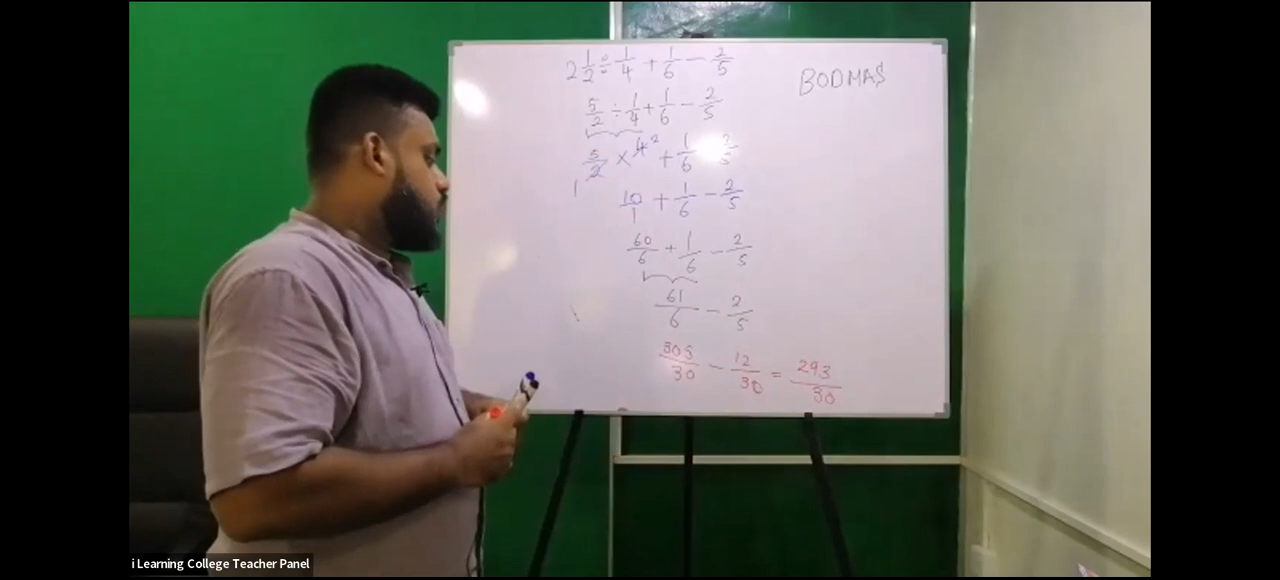 2 1/2 ÷ 1/4 + 1/6 - 2/5
BODMAS
5/2 ÷ 1/4 + 1/6 - 2/5
5/2 × 4 2 + 1/6 - 2/5
1
10/1 + 1/6 - 2/5
60/6 + 1/6 - 2/5
61/6 - 2/5
305/30 - 12/30 = 293/30
i Learning College Teacher Panel